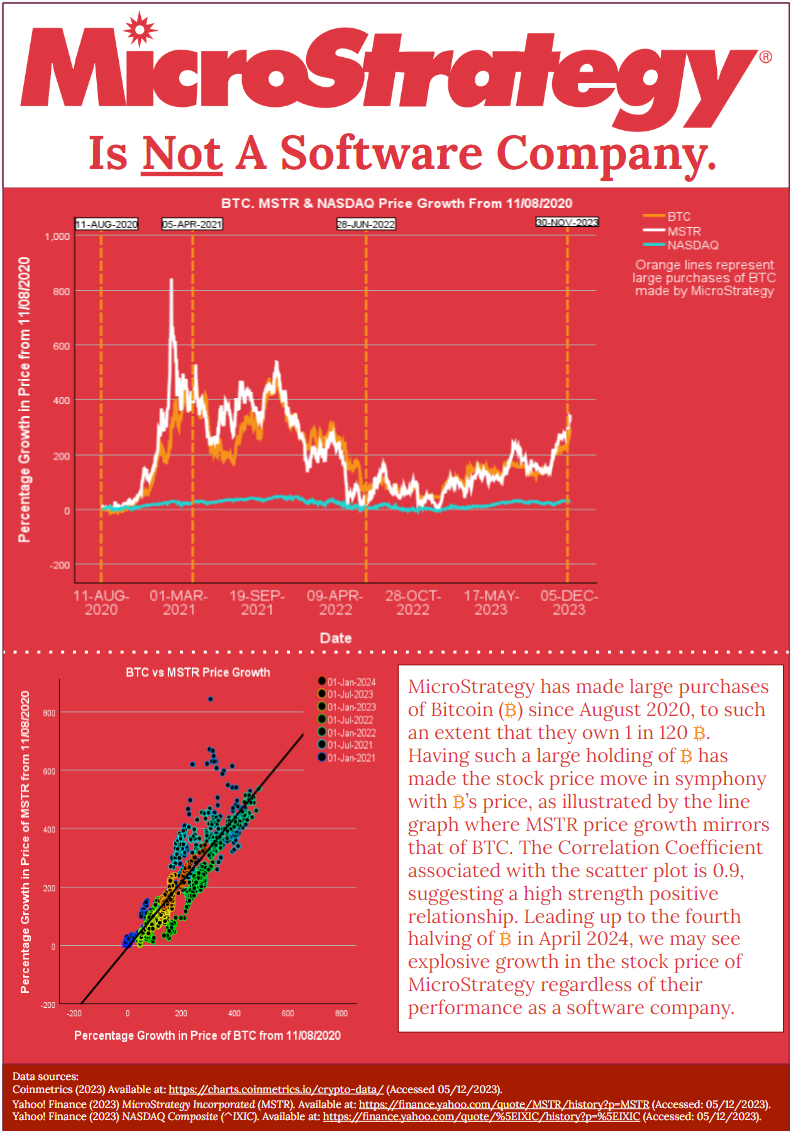 MicroStrategy®
Is Not A Software Company.
BTC. MSTR & NASDAQ Price Growth From 11/08/2020
11-AUG-2020
05-APR-2021
28-JUN-2022
30-NOV-2023
BTC
MSTR
NASDAQ
Orange lines represent
large purchases of BTC
made by MicroStrategy
Percentage Growth in Price from 11/08/2020
1,000
800
600
400
200
0
-200
11-AUG-
2020
01-MAR-
2021
19-SEP-
2021
09-APR-
2022
28-OCT-
2022
17-MAY-
2023
05-DEC-
2023
Date
BTC vs MSTR Price Growth
01-Jan-2024
01-Jul-2023
01-Jan-2023
01-Jul-2022
01-Jan-2022
01-Jul-2021
01-Jan-2021
Percentage Growth in Price of MSTR from 11/08/2020
800
600
400
200
0
-200
-200
0
200
400
600
800
Percentage Growth in Price of BTC from 11/08/2020
MicroStrategy has made large purchases
of Bitcoin (₿) since August 2020, to such
an extent that they own 1 in 120 ₿.
Having such a large holding of ₿ has
made the stock price move in symphony
with ₿’s price, as illustrated by the line
graph where MSTR price growth mirrors
that of BTC. The Correlation Coefficient
associated with the scatter plot is 0.9,
suggesting a high strength positive
relationship. Leading up to the fourth
halving of ₿ in April 2024, we may see
explosive growth in the stock price of
MicroStrategy regardless of their
performance as a software company.
Data sources:
Coinmetrics (2023) Available at: https://charts.coinmetrics.io/crypto-data/ (Accessed 05/12/2023).
Yahoo! Finance (2023) MicroStrategy Incorporated (MSTR). Available at: https://finance.yahoo.com/quote/MSTR/history?p=MSTR (Accessed: 05/12/2023).
Yahoo! Finance (2023) NASDAQ Composite (^IXIC). Available at: https://finance.yahoo.com/quote/%5EIXIC/history?p=%5EIXIC (Accessed: 05/12/2023).